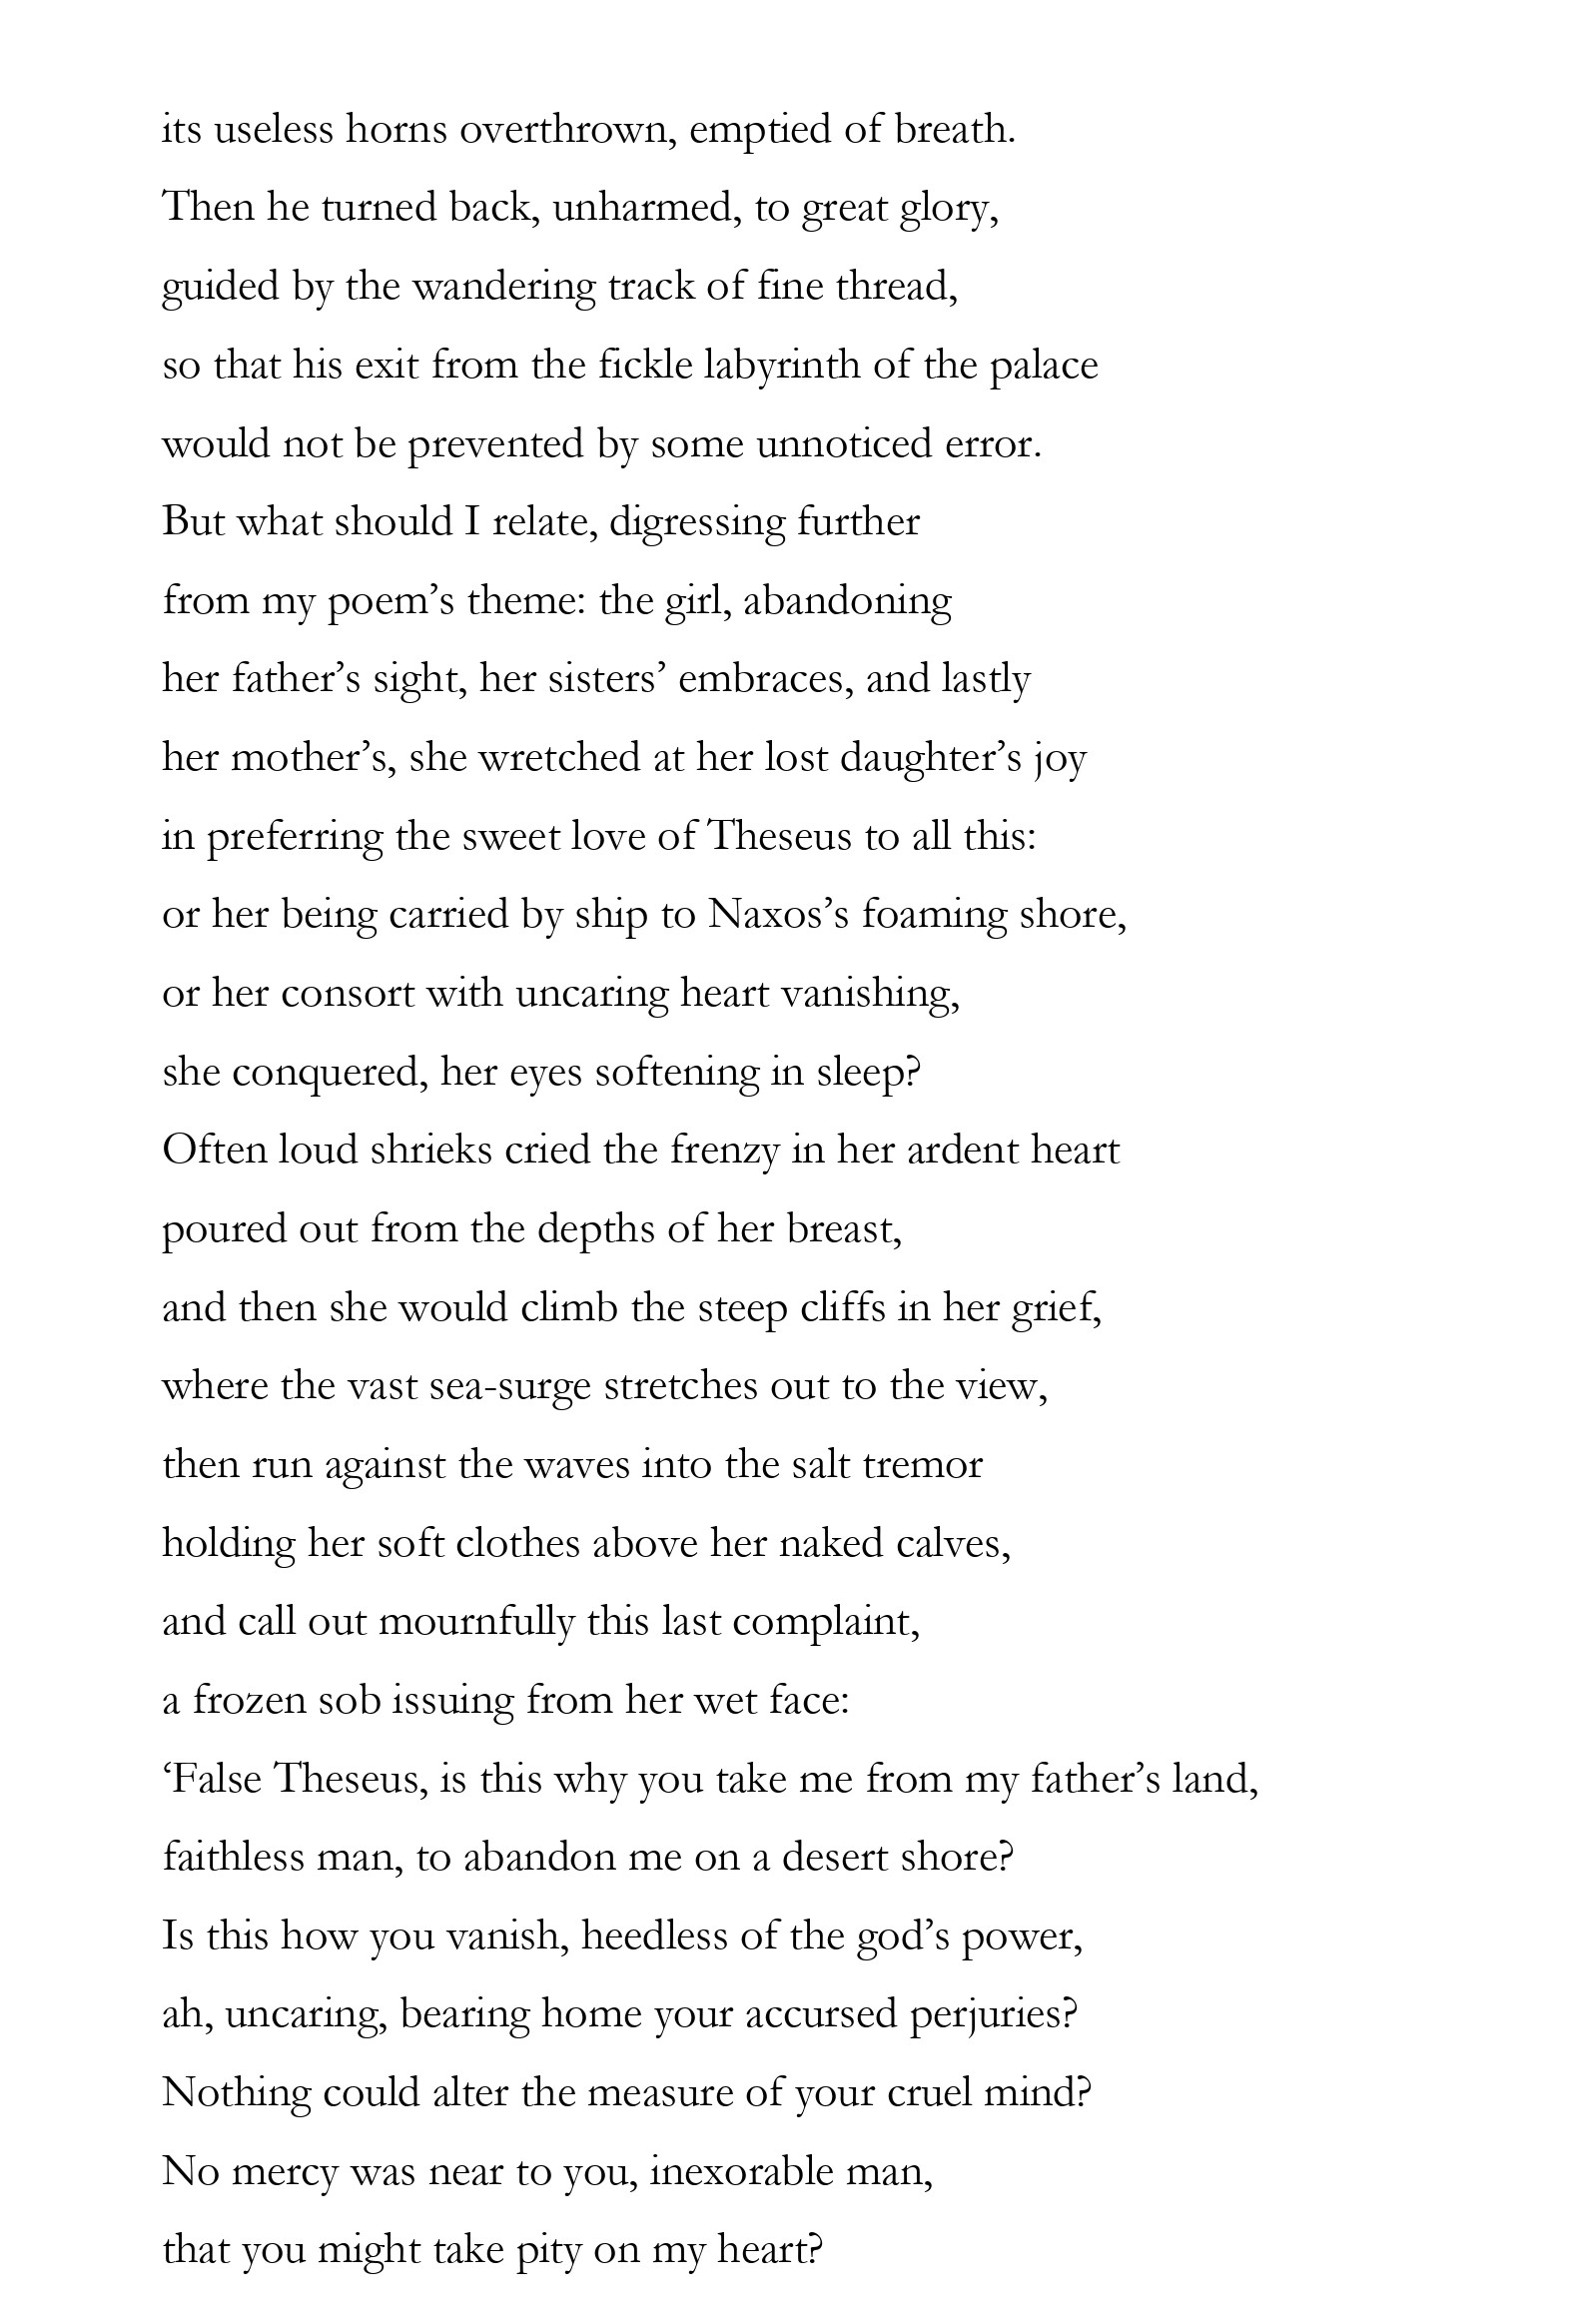 its useless horns overthrown, emptied of breath.
Then he turned back, unharmed, to great glory,
guided by the wandering track of fine thread,
so that his exit from the fickle labyrinth of the palace
would not be prevented by some unnoticed error.
But what should I relate, digressing further
from my poem’s theme: the girl, abandoning
her father’s sight, her sisters’ embraces, and lastly
her mother’s, she wretched at her lost daughter’s joy
in preferring the sweet love of Theseus to all this:
or her being carried by ship to Naxos’s foaming shore,
or her consort with uncaring heart vanishing,
she conquered, her eyes softening in sleep?
Often loud shrieks cried the frenzy in her ardent heart
poured out from the depths of her breast,
and then she would climb the steep cliffs in her grief,
where the vast sea-surge stretches out to the view,
then run against the waves into the salt tremor
holding her soft clothes above her naked calves,
and call out mournfully this last complaint,
a frozen sob issuing from her wet face:
‘False Theseus, is this why you take me from my father’s land,
faithless man, to abandon me on a desert shore?
Is this how you vanish, heedless of the god’s power,
ah, uncaring, bearing home your accursed perjuries?
Nothing could alter the measure of your cruel mind?
No mercy was near to you, inexorable man,
that you might take pity on my heart?